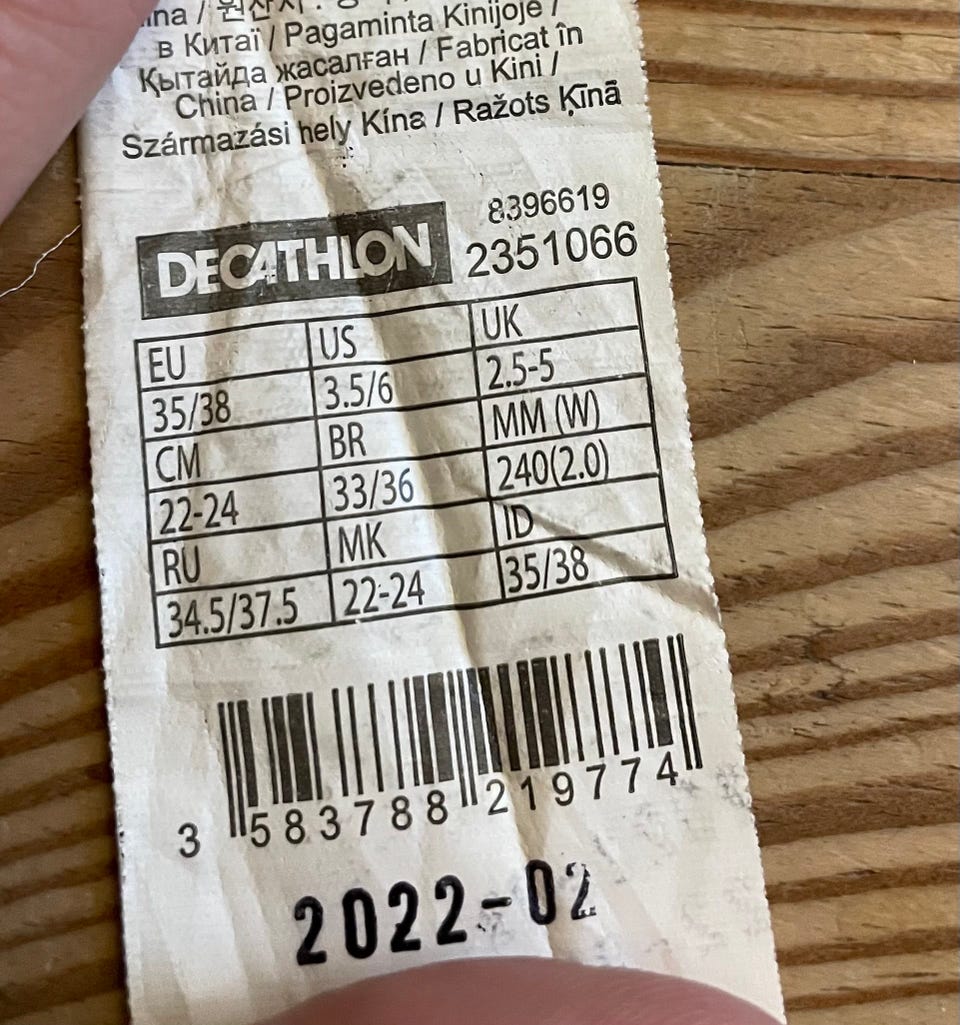 в Китаї / Pagaminta Kinijoje /
Қытайда жасалған / Fabricat în
China / Proizvedeno u Kini /
Származási hely Kína / Ražots Ķīnā
8396619
DECATHLON 2351066
EU US UK
35/38 3.5/6 2.5-5
CM BR MM (W)
22-24 33/36 240(2.0)
RU MK ID
34.5/37.5 22-24 35/38
3 583788 219774
2022-02